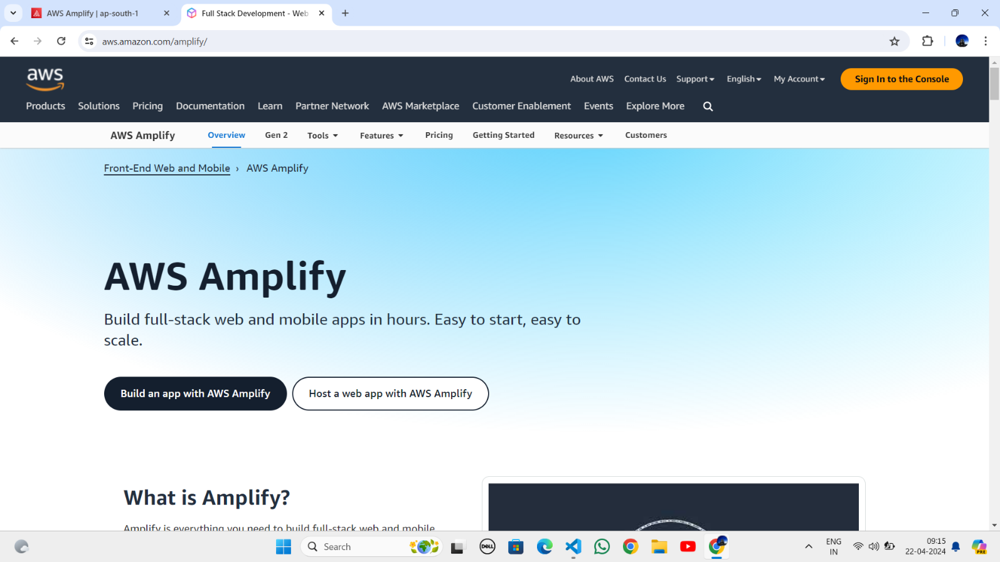 AWS Amplify | ap-south-1
Full Stack Development - Web
aws.amazon.com/amplify/
aws
About AWS Contact Us Support English My Account Sign In to the Console
Products Solutions Pricing Documentation Learn Partner Network AWS Marketplace Customer Enablement Events Explore More
AWS Amplify Overview Gen 2 Tools Features Pricing Getting Started Resources Customers
Front-End Web and Mobile › AWS Amplify
AWS Amplify
Build full-stack web and mobile apps in hours. Easy to start, easy to
scale.
Build an app with AWS Amplify Host a web app with AWS Amplify
What is Amplify?
Amplify is everything you need to build full-stack web and mobile
Search
DELL
ENG
IN
09:15
22-04-2024
PRE